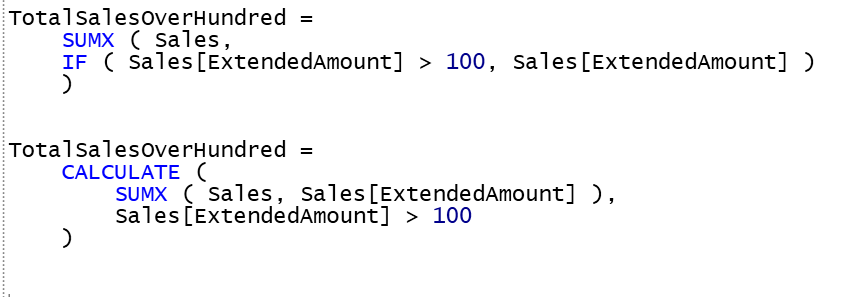 TotalSalesOverHundred =
SUMX ( Sales,
IF ( Sales[ExtendedAmount] > 100, Sales[ExtendedAmount] )
)
TotalSalesOverHundred =
CALCULATE (
SUMX ( Sales, Sales[ExtendedAmount] ),
Sales[ExtendedAmount] > 100
)